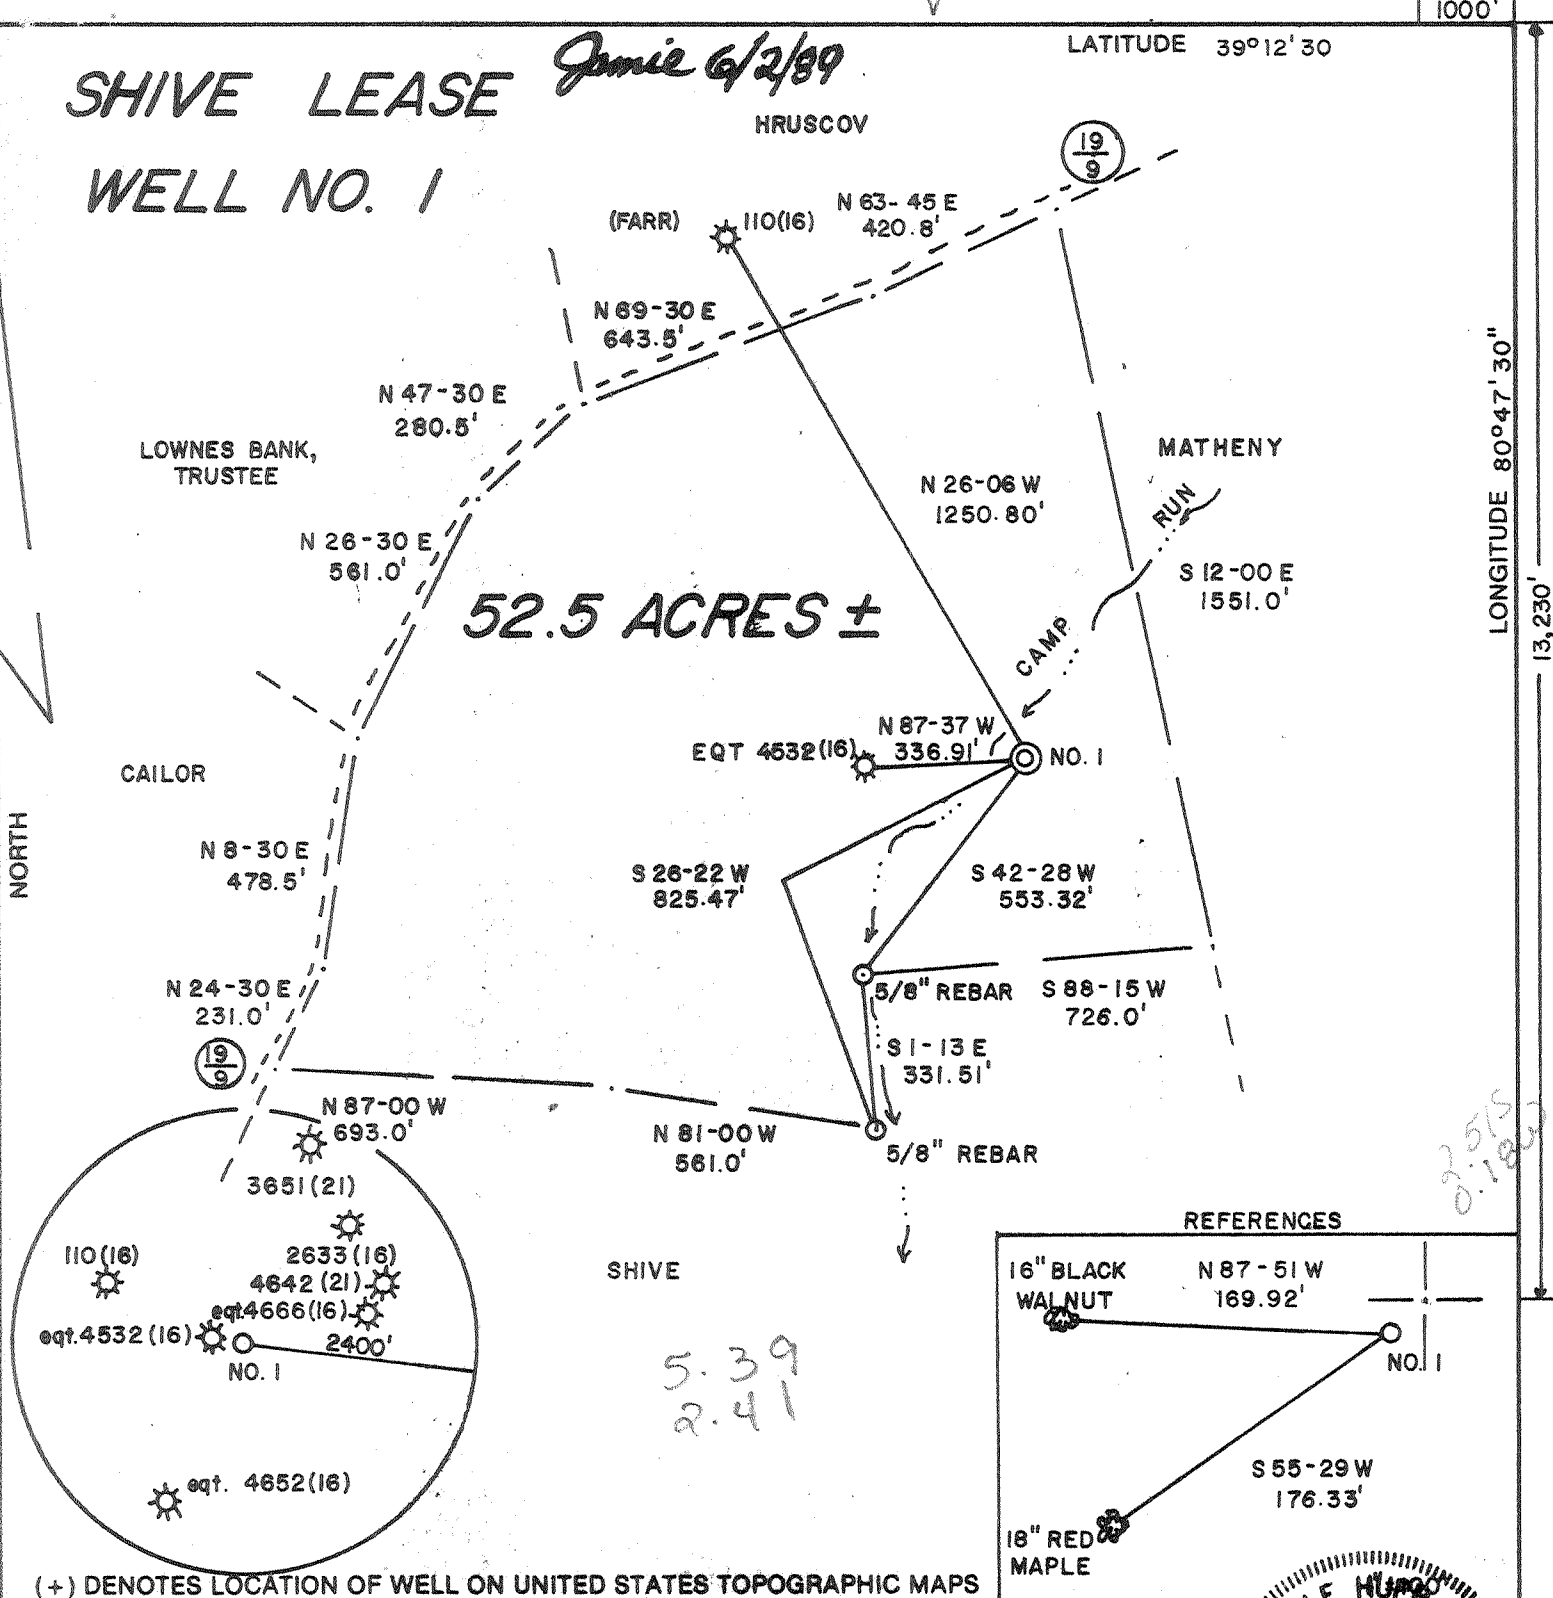 1000'
LATITUDE 39°12'30
SHIVE LEASE
Jamie 6/2/89
WELL NO. 1
HRUSCOV
19
9
(FARR)
110(16)
N 63-45 E
420.8'
N 69-30 E
643.5'
N 47-30 E
280.5'
LOWNES BANK,
TRUSTEE
N 26-30 E
561.0'
52.5 ACRES ±
N 26-06 W
1250.80'
MATHENY
CAMP RUN
S 12-00 E
1551.0'
LONGITUDE 80°47'30"
13,230'
N 87-37 W
336.91'
EQT 4532(16)
NO. 1
CAILOR
NORTH
N 8-30 E
478.5'
S 26-22 W
825.47'
S 42-28 W
553.32'
N 24-30 E
231.0'
5/8" REBAR
S 88-15 W
726.0'
19
9
S 1-13 E
331.51'
N 87-00 W
693.0'
N 81-00 W
561.0'
5/8" REBAR
3651(21)
110(16)
2633(16)
4642(21)
eqt.4666(16)
eqt.4532(16)
2400'
NO. 1
eqt. 4652(16)
SHIVE
5.39
2.41
REFERENCES
16" BLACK
WALNUT
N 87-51 W
169.92'
NO. 1
S 55-29 W
176.33'
18" RED
MAPLE
(+) DENOTES LOCATION OF WELL ON UNITED STATES TOPOGRAPHIC MAPS